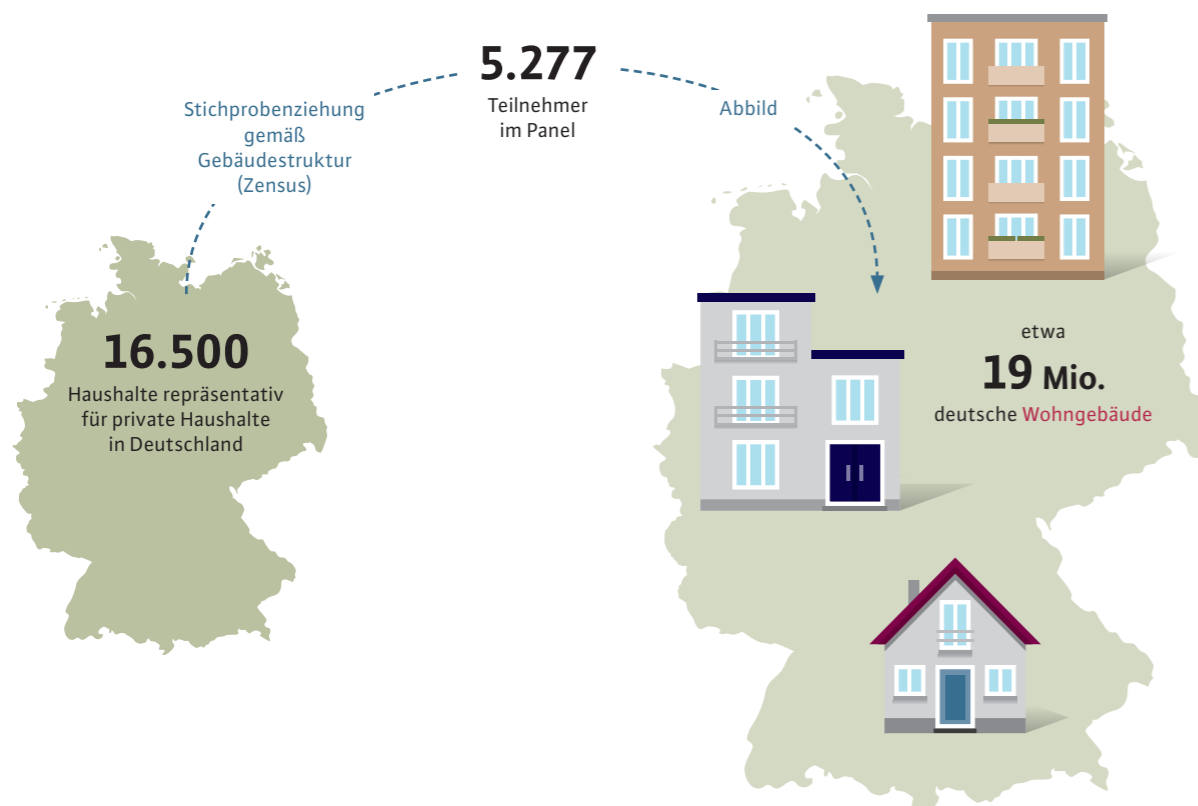 5.277
Teilnehmer
im Panel
Stichprobenziehung
gemäß
Gebäudestruktur
(Zensus)
Abbild
16.500
Haushalte repräsentativ
für private Haushalte
in Deutschland
etwa
19 Mio.
deutsche Wohngebäude